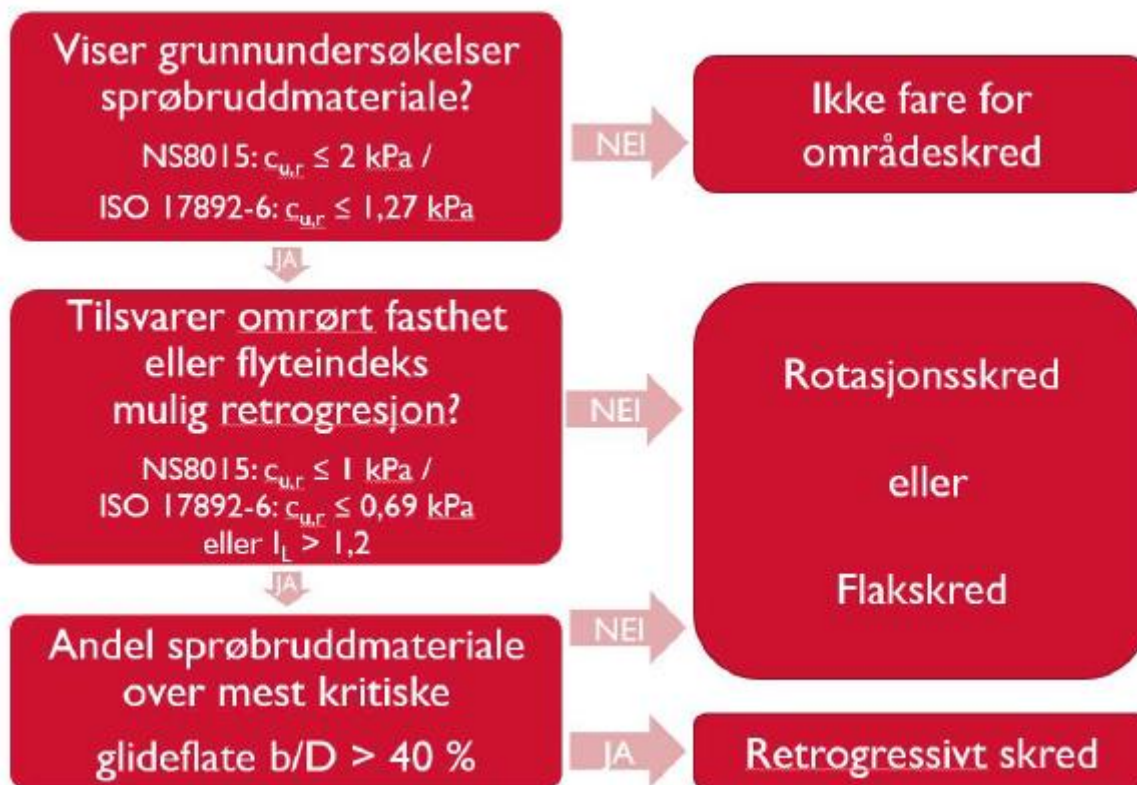 Viser grunnundersøkelser
sprøbruddmateriale?
NS8015: cu,r ≤ 2 kPa /
ISO 17892-6: cu,r ≤ 1,27 kPa
NEI
Ikke fare for
områdeskred
JA
Tilsvarer omrørt fasthet
eller flyteindeks
mulig retrogresjon?
NS8015: cu,r ≤ 1 kPa /
ISO 17892-6: cu,r ≤ 0,69 kPa
eller IL > 1,2
NEI
Rotasjonsskred
eller
Flakskred
JA
Andel sprøbruddmateriale
over mest kritiske
glideflate b/D > 40 %
NEI
JA
Retrogressivt skred